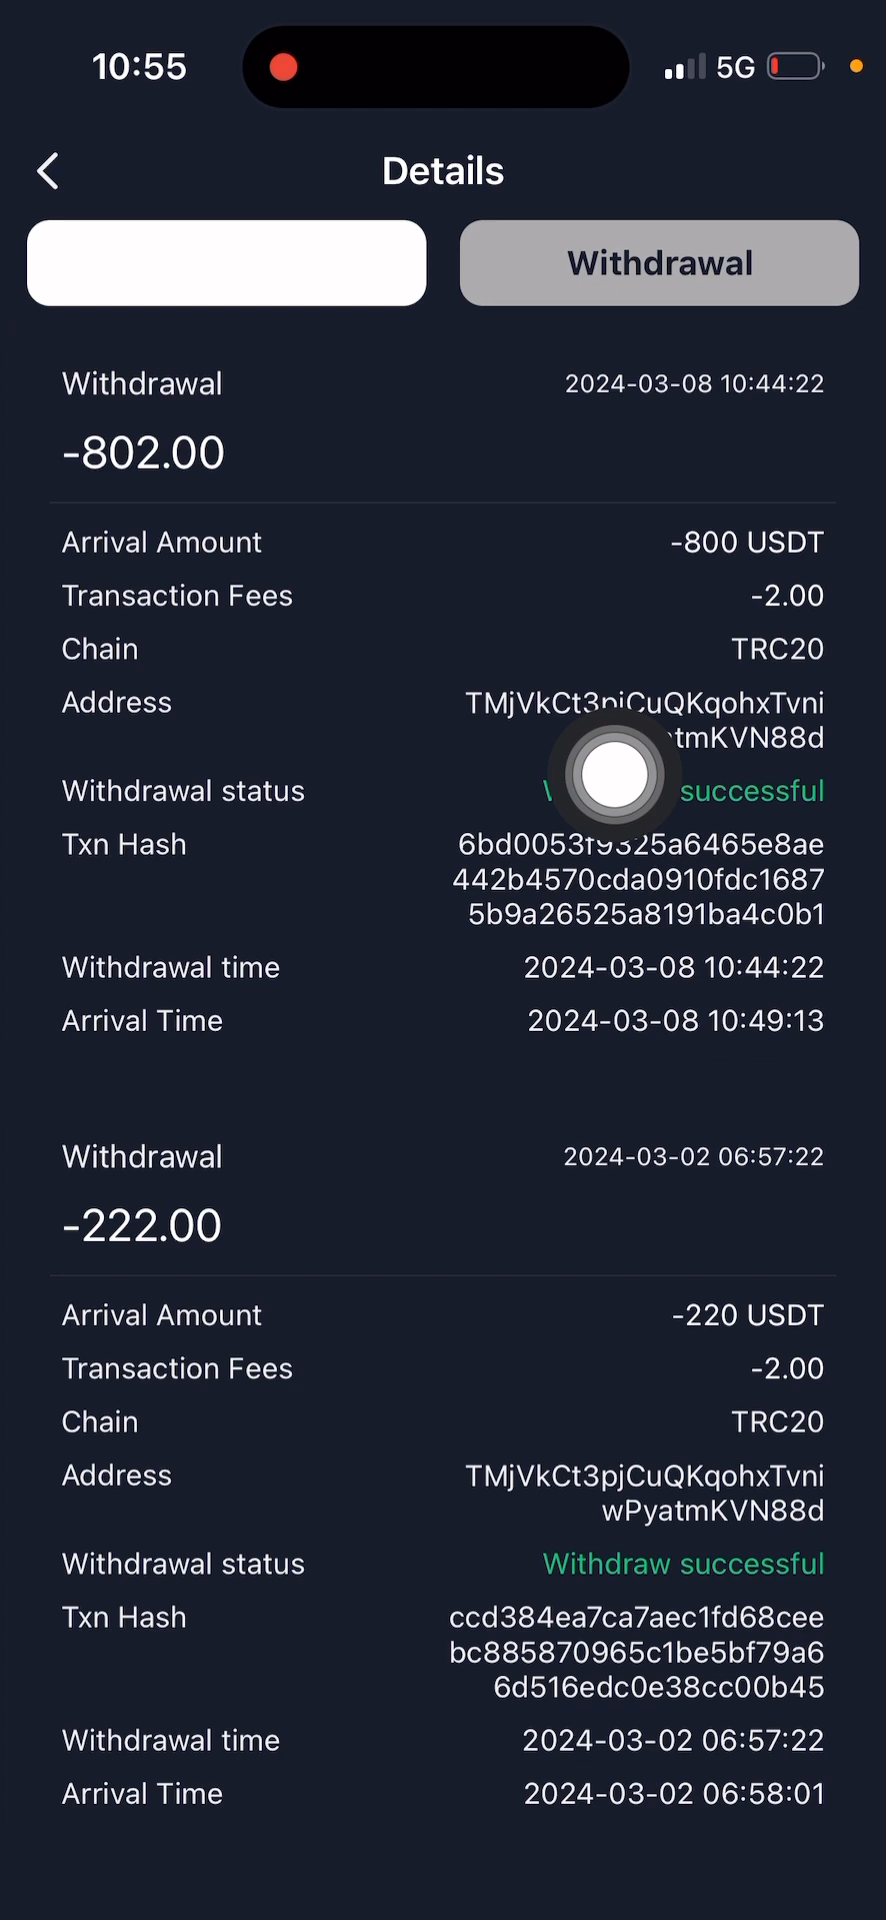 10:55
5G
Details
Withdrawal
Withdrawal 2024-03-08 10:44:22
-802.00
Arrival Amount -800 USDT
Transaction Fees -2.00
Chain TRC20
Address TMjVkCt3pjCuQKqohxTvni
tmKVN88d
Withdrawal status successful
Txn Hash 6bd0053f9325a6465e8ae
442b4570cda0910fdc1687
5b9a26525a8191ba4c0b1
Withdrawal time 2024-03-08 10:44:22
Arrival Time 2024-03-08 10:49:13
Withdrawal 2024-03-02 06:57:22
-222.00
Arrival Amount -220 USDT
Transaction Fees -2.00
Chain TRC20
Address TMjVkCt3pjCuQKqohxTvni
wPyatmKVN88d
Withdrawal status Withdraw successful
Txn Hash ccd384ea7ca7aec1fd68cee
bc885870965c1be5bf79a6
6d516edc0e38cc00b45
Withdrawal time 2024-03-02 06:57:22
Arrival Time 2024-03-02 06:58:01